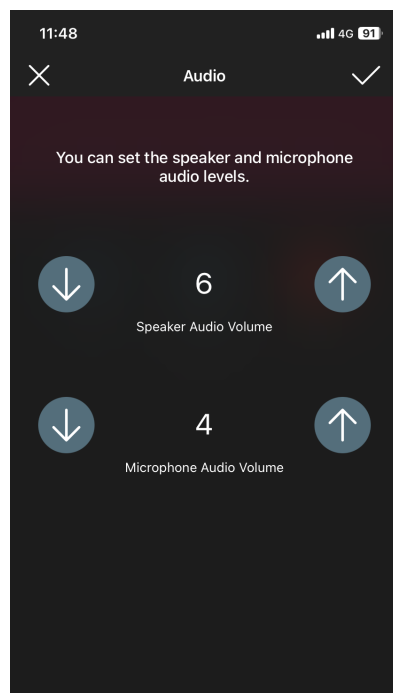 11:48 4G 91
Audio
You can set the speaker and microphone
audio levels.
6
Speaker Audio Volume
4
Microphone Audio Volume